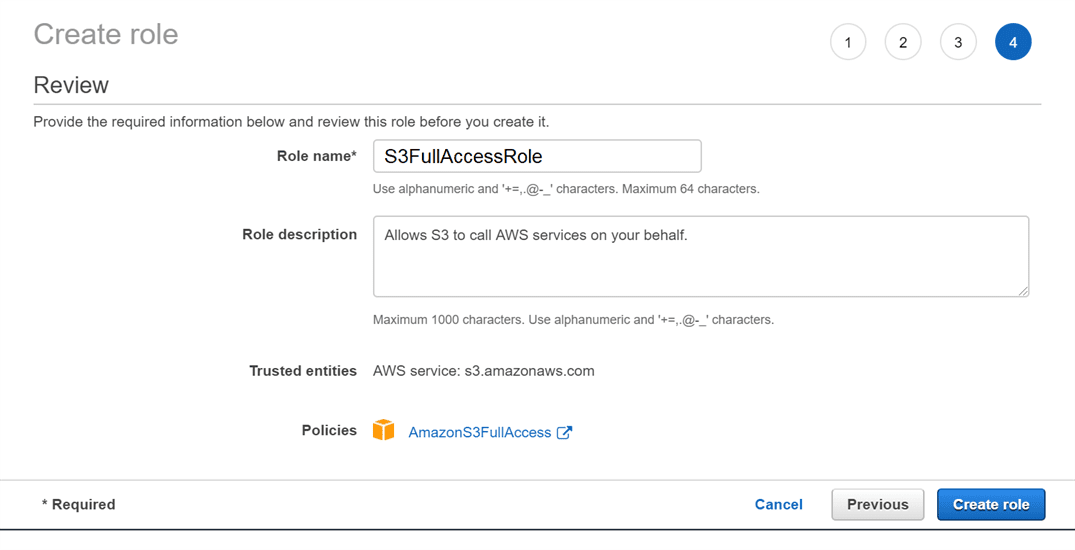 Create role
1 2 3 4
Review
Provide the required information below and review this role before you create it.
Role name* S3FullAccessRole
Use alphanumeric and '+=,.@-_' characters. Maximum 64 characters.
Role description Allows S3 to call AWS services on your behalf.
Maximum 1000 characters. Use alphanumeric and '+=,.@-_' characters.
Trusted entities AWS service: s3.amazonaws.com
Policies AmazonS3FullAccess
* Required Cancel Previous Create role